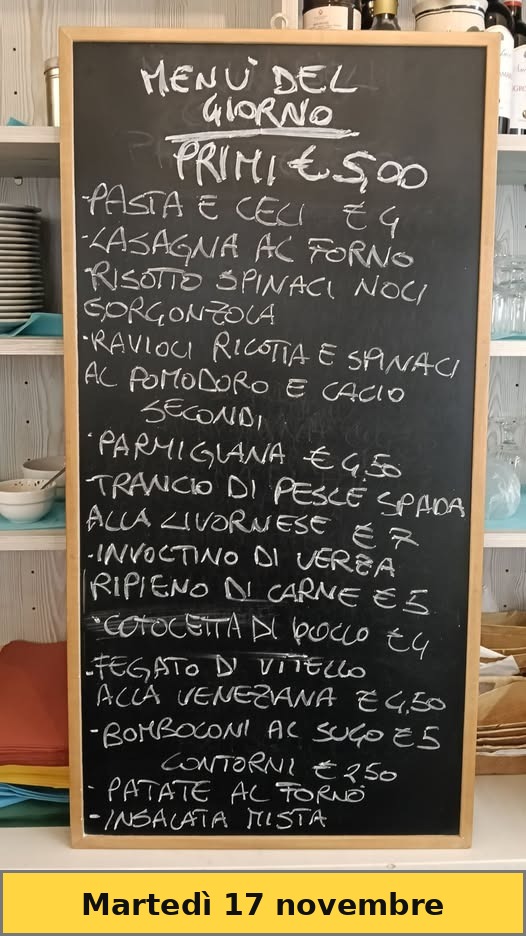 MENÙ DEL
GIORNO
PRIMI € 5,00
-PASTA E CECI € 4
-LASAGNA AL FORNO
RISOTTO SPINACI NOCI
GORGONZOLA
-RAVIOLI RICOTTA E SPINACI
AL POMODORO E CACIO
SECONDI
-PARMIGIANA € 4,50
-TRANCIO DI PESCE SPADA
ALLA LIVORNESE € 7
-INVOLTINO DI VERZA
RIPIENO DI CARNE € 5
-COTOLETTA DI POLLO € 4
-FEGATO DI VITELLO
ALLA VENEZIANA € 4,50
-BOMBOLONI AL SUGO € 5
CONTORNI € 2,50
- PATATE AL FORNO
-INSALATA MISTA
Martedì 17 novembre